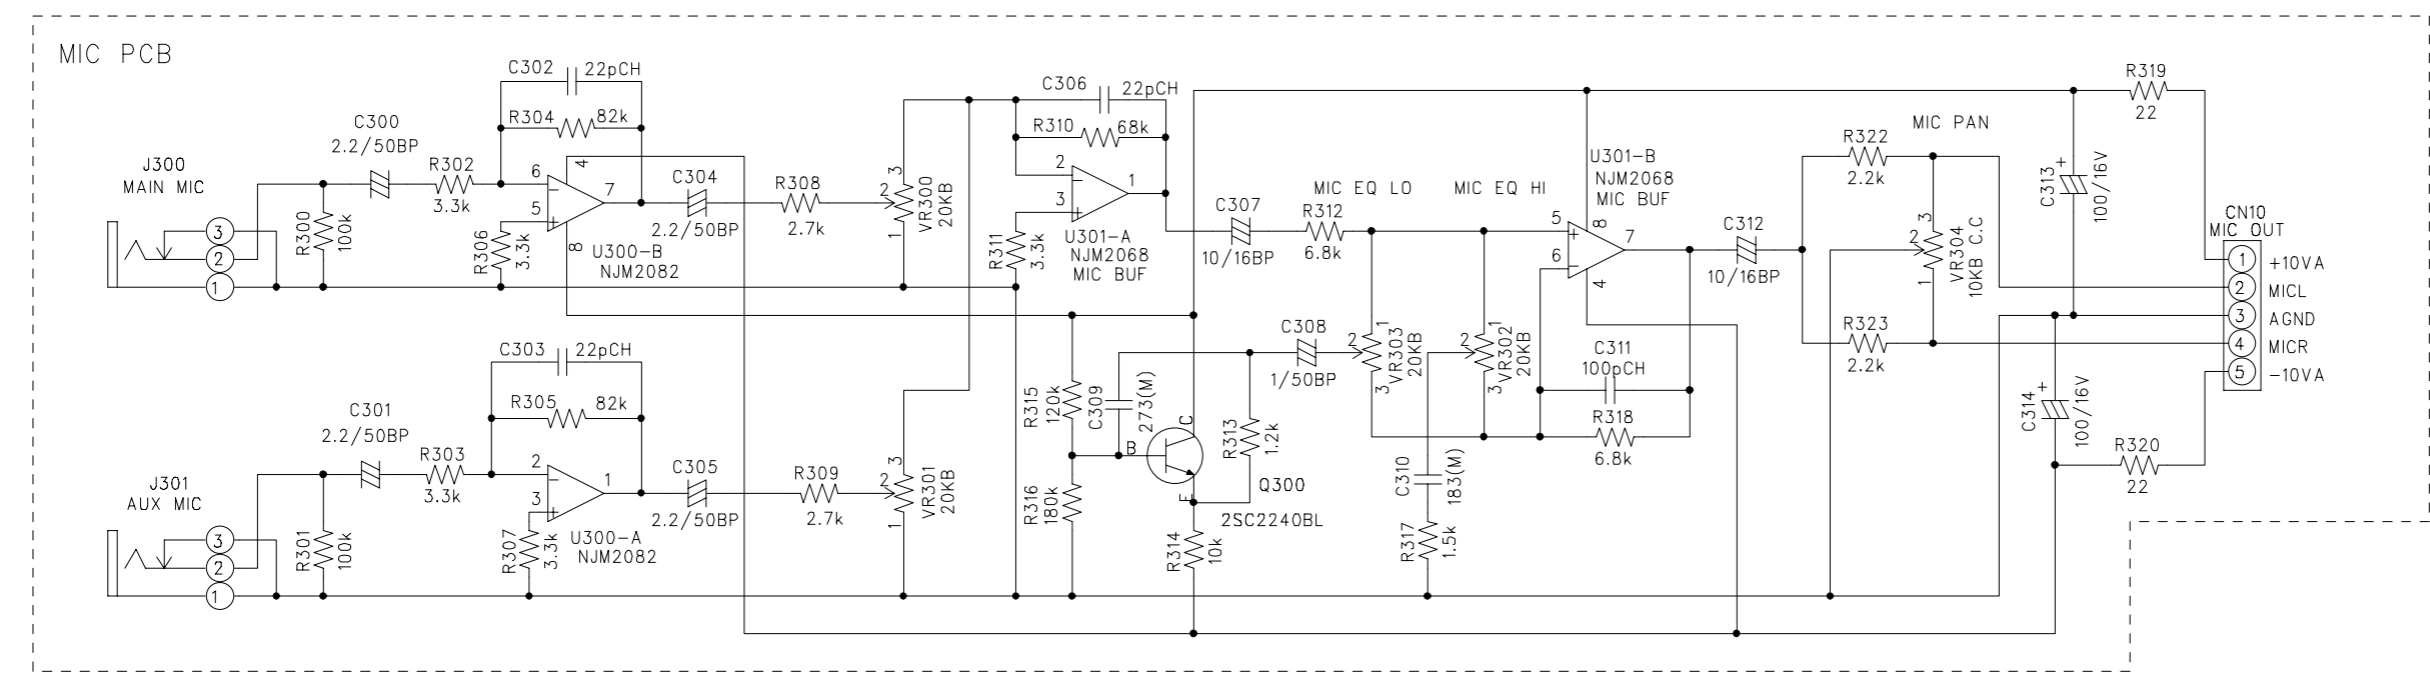 MIC PCB
J300
MAIN MIC
3
2
1
R300
100k
C300
2.2/50BP
R302
3.3k
C302
22pCH
R304
82k
6
5
7
4
8
R306
3.3k
U300-B
NJM2082
C304
2.2/50BP
R308
2.7k
3
2
1
VR300
20KB
C306
22pCH
R310
68k
2
3
1
R311
3.3k
U301-A
NJM2068
MIC BUF
C307
10/16BP
R312
6.8k
MIC EQ LO
MIC EQ HI
U301-B
NJM2068
MIC BUF
5
6
7
8
4
C312
10/16BP
R322
2.2k
R323
2.2k
MIC PAN
3
2
1
VR304
10KB C.C
C313
+
100/16V
R319
22
CN10
MIC OUT
1
+10VA
2
MICL
3
AGND
4
MICR
5
-10VA
J301
AUX MIC
3
2
1
R301
100k
C301
2.2/50BP
R303
3.3k
C303
22pCH
R305
82k
2
3
1
R307
3.3k
U300-A
NJM2082
C305
2.2/50BP
R309
2.7k
3
2
1
VR301
20KB
R315
120k
R316
180k
C309
273(M)
B
C
E
Q300
2SC2240BL
R313
1.2k
R314
10k
C308
1/50BP
1
2
3
VR303
20KB
1
2
3
VR302
20KB
C310
183(M)
R317
1.5k
C311
100pCH
R318
6.8k
C314
+
100/16V
R320
22